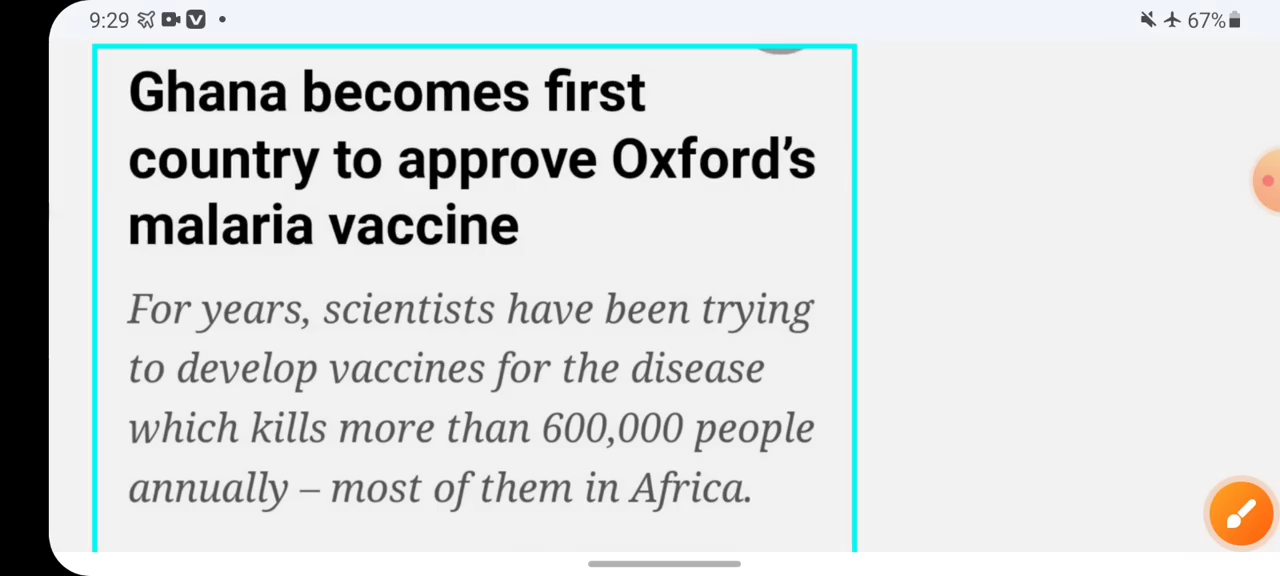 9:29
67%
Ghana becomes first
country to approve Oxford’s
malaria vaccine
For years, scientists have been trying
to develop vaccines for the disease
which kills more than 600,000 people
annually – most of them in Africa.